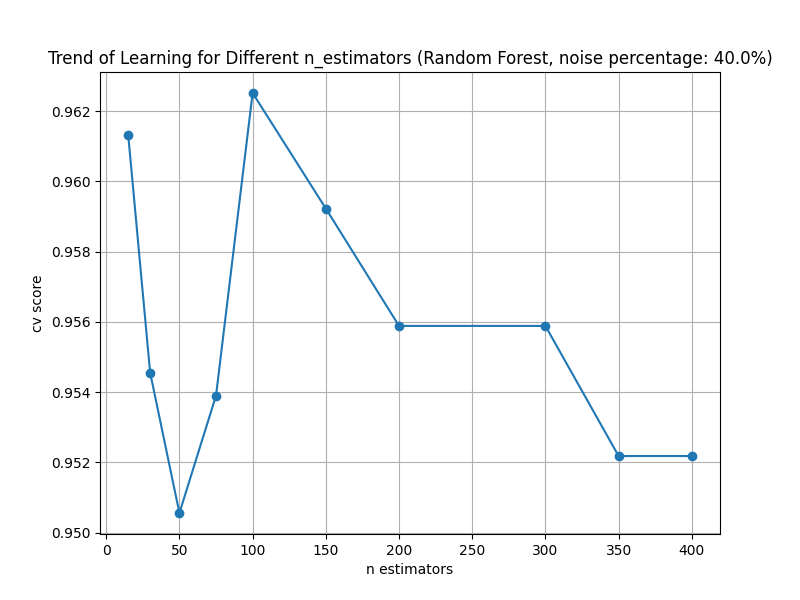 Trend of Learning for Different n_estimators (Random Forest, noise percentage: 40.0%)
0.962
0.960
0.958
0.956
0.954
0.952
0.950
cv score
0 50 100 150 200 250 300 350 400
n estimators